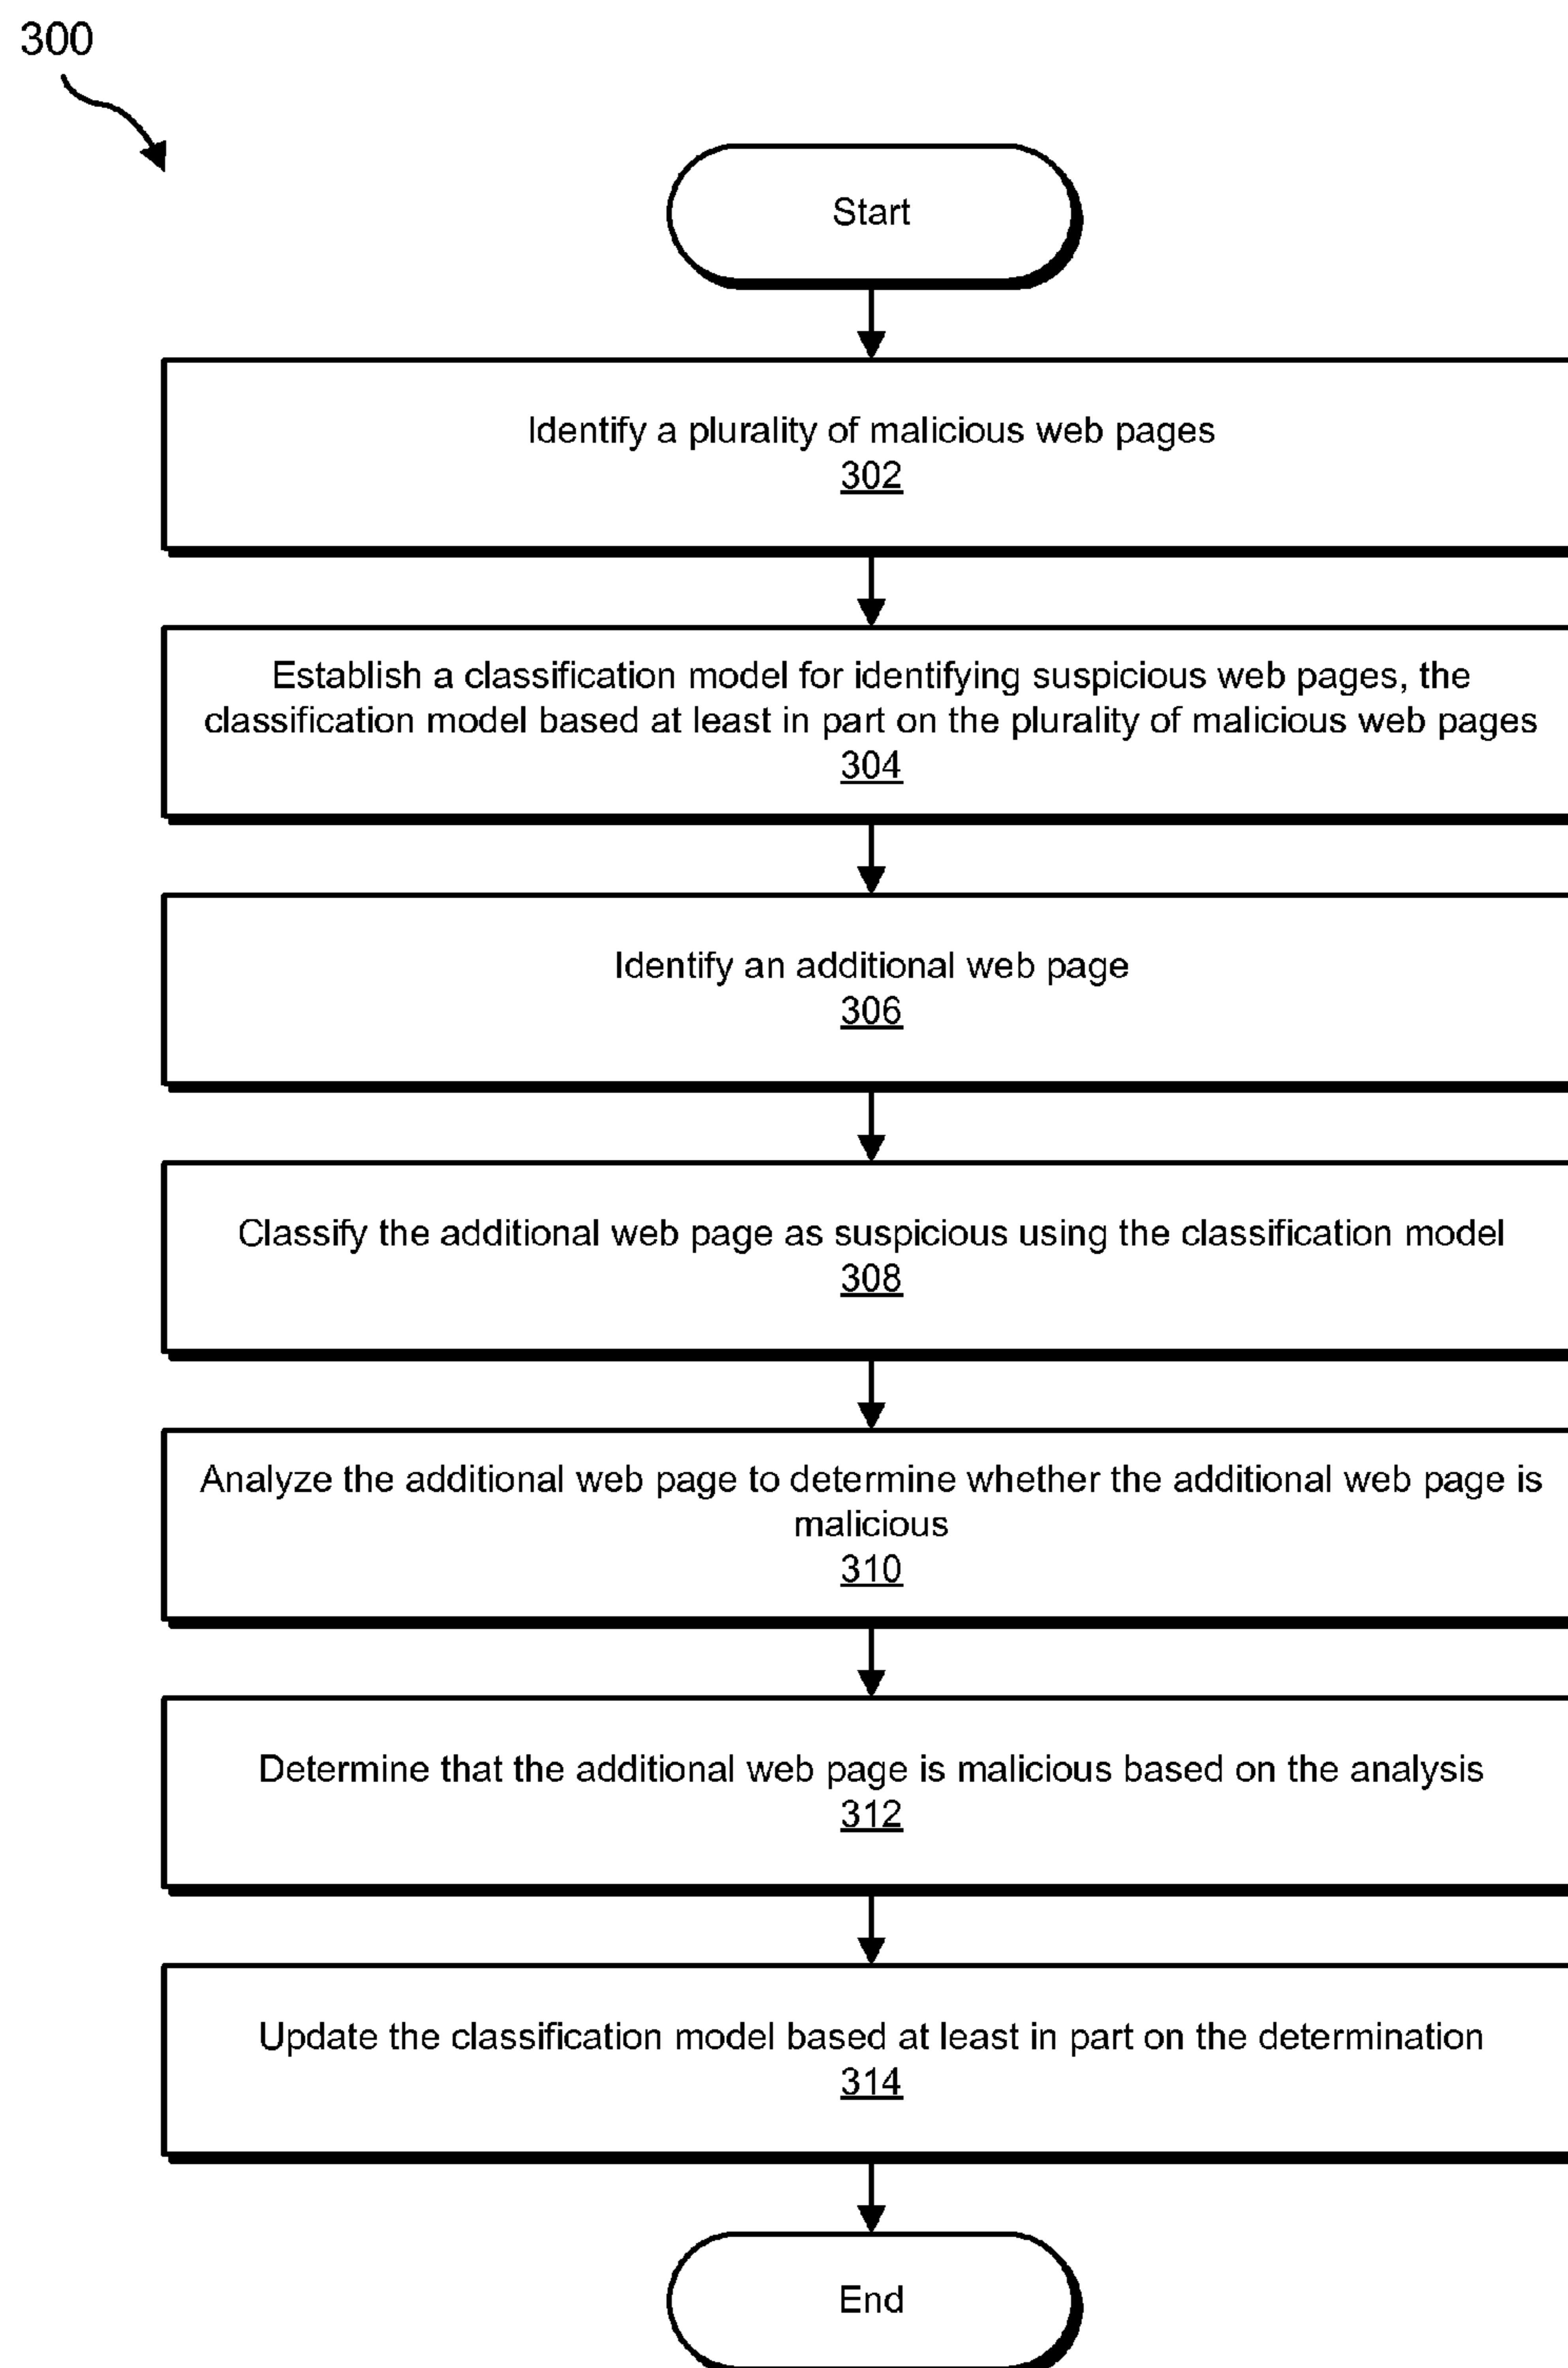 300
Start
Identify a plurality of malicious web pages
302
Establish a classification model for identifying suspicious web pages, the
classification model based at least in part on the plurality of malicious web pages
304
Identify an additional web page
306
Classify the additional web page as suspicious using the classification model
308
Analyze the additional web page to determine whether the additional web page is
malicious
310
Determine that the additional web page is malicious based on the analysis
312
Update the classification model based at least in part on the determination
314
End